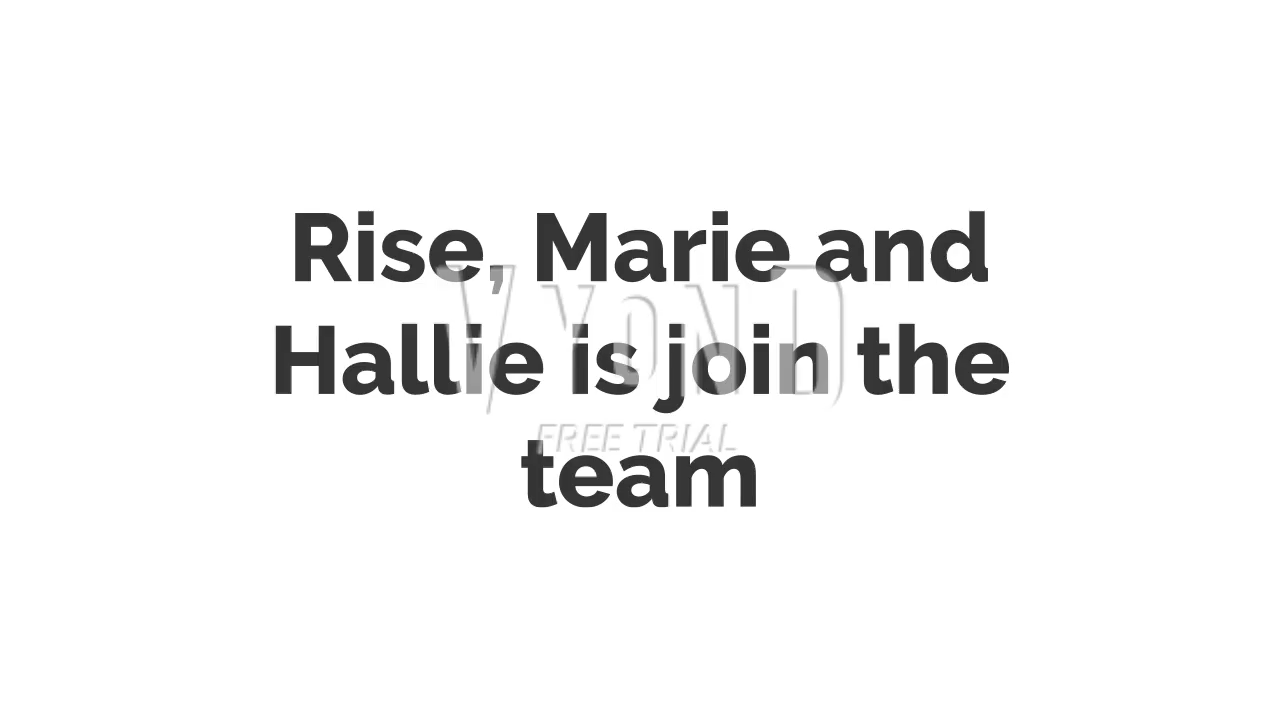 Rise, Marie and
Hallie is join the
team
VYOND
FREE TRIAL